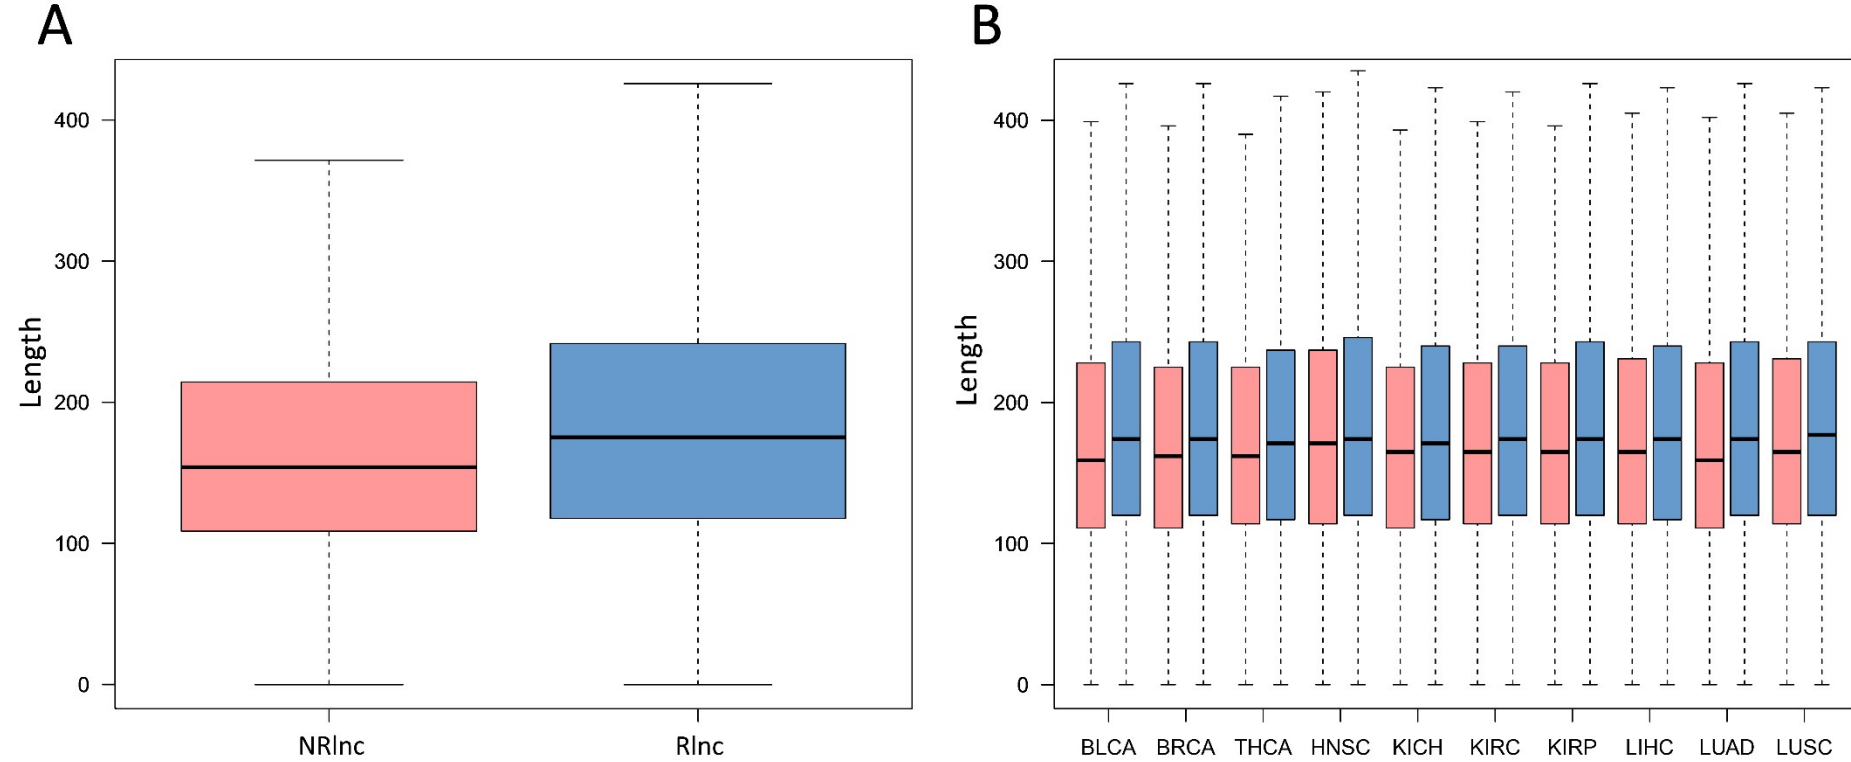 A
B
Length
400
300
200
100
0
NRlnc
Rlnc
Length
400
300
200
100
0
BLCA
BRCA
THCA
HNSC
KICH
KIRC
KIRP
LIHC
LUAD
LUSC